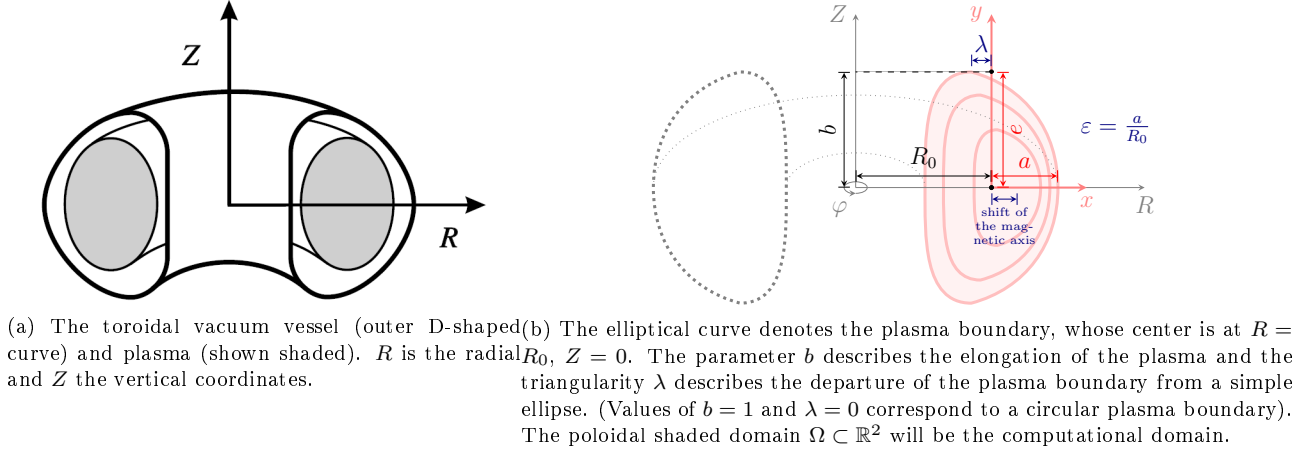 Z
R
Z
y
λ
b
e
ε = a/R₀
R₀
a
φ
x
R
shift of
the mag-
netic axis
(a) The toroidal vacuum vessel (outer D-shaped
curve) and plasma (shown shaded). R is the radial
and Z the vertical coordinates.
(b) The elliptical curve denotes the plasma boundary, whose center is at R =
R₀, Z = 0. The parameter b describes the elongation of the plasma and the
triangularity λ describes the departure of the plasma boundary from a simple
ellipse. (Values of b = 1 and λ = 0 correspond to a circular plasma boundary).
The poloidal shaded domain Ω ⊂ ℝ² will be the computational domain.